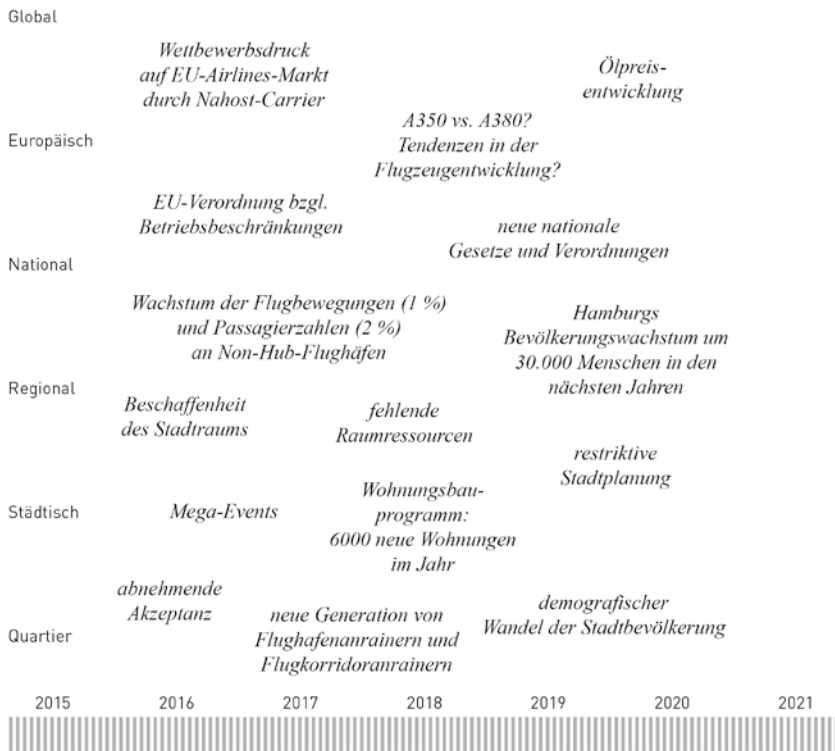 Global
Wettbewerbsdruck
auf EU-Airlines-Markt
durch Nahost-Carrier
Ölpreis-
entwicklung
A350 vs. A380?
Tendenzen in der
Flugzeugentwicklung?
Europäisch
EU-Verordnung bzgl.
Betriebsbeschränkungen
neue nationale
Gesetze und Verordnungen
National
Wachstum der Flugbewegungen (1 %)
und Passagierzahlen (2 %)
an Non-Hub-Flughäfen
Hamburgs
Bevölkerungswachstum um
30.000 Menschen in den
nächsten Jahren
Regional
Beschaffenheit
des Stadtraums
fehlende
Raumressourcen
restriktive
Stadtplanung
Städtisch
Mega-Events
Wohnungsbau-
programm:
6000 neue Wohnungen
im Jahr
abnehmende
Akzeptanz
neue Generation von
Flughafenanrainern und
Flugkorridoranrainern
demografischer
Wandel der Stadtbevölkerung
Quartier
2015 2016 2017 2018 2019 2020 2021